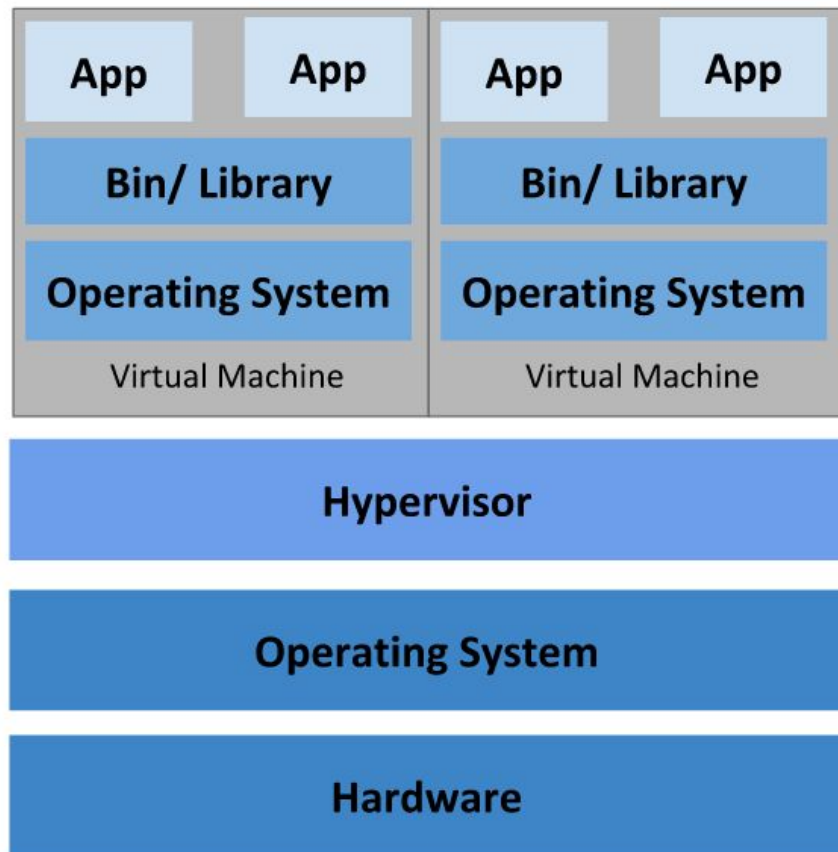 App
App
App
App
Bin/ Library
Bin/ Library
Operating System
Operating System
Virtual Machine
Virtual Machine
Hypervisor
Operating System
Hardware